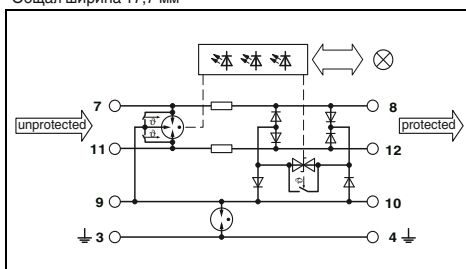 Общая ширина 17,7 мм
7
8
unprotected
protected
ϑ
ϑ
11
12
ϑ
9
10
3
4